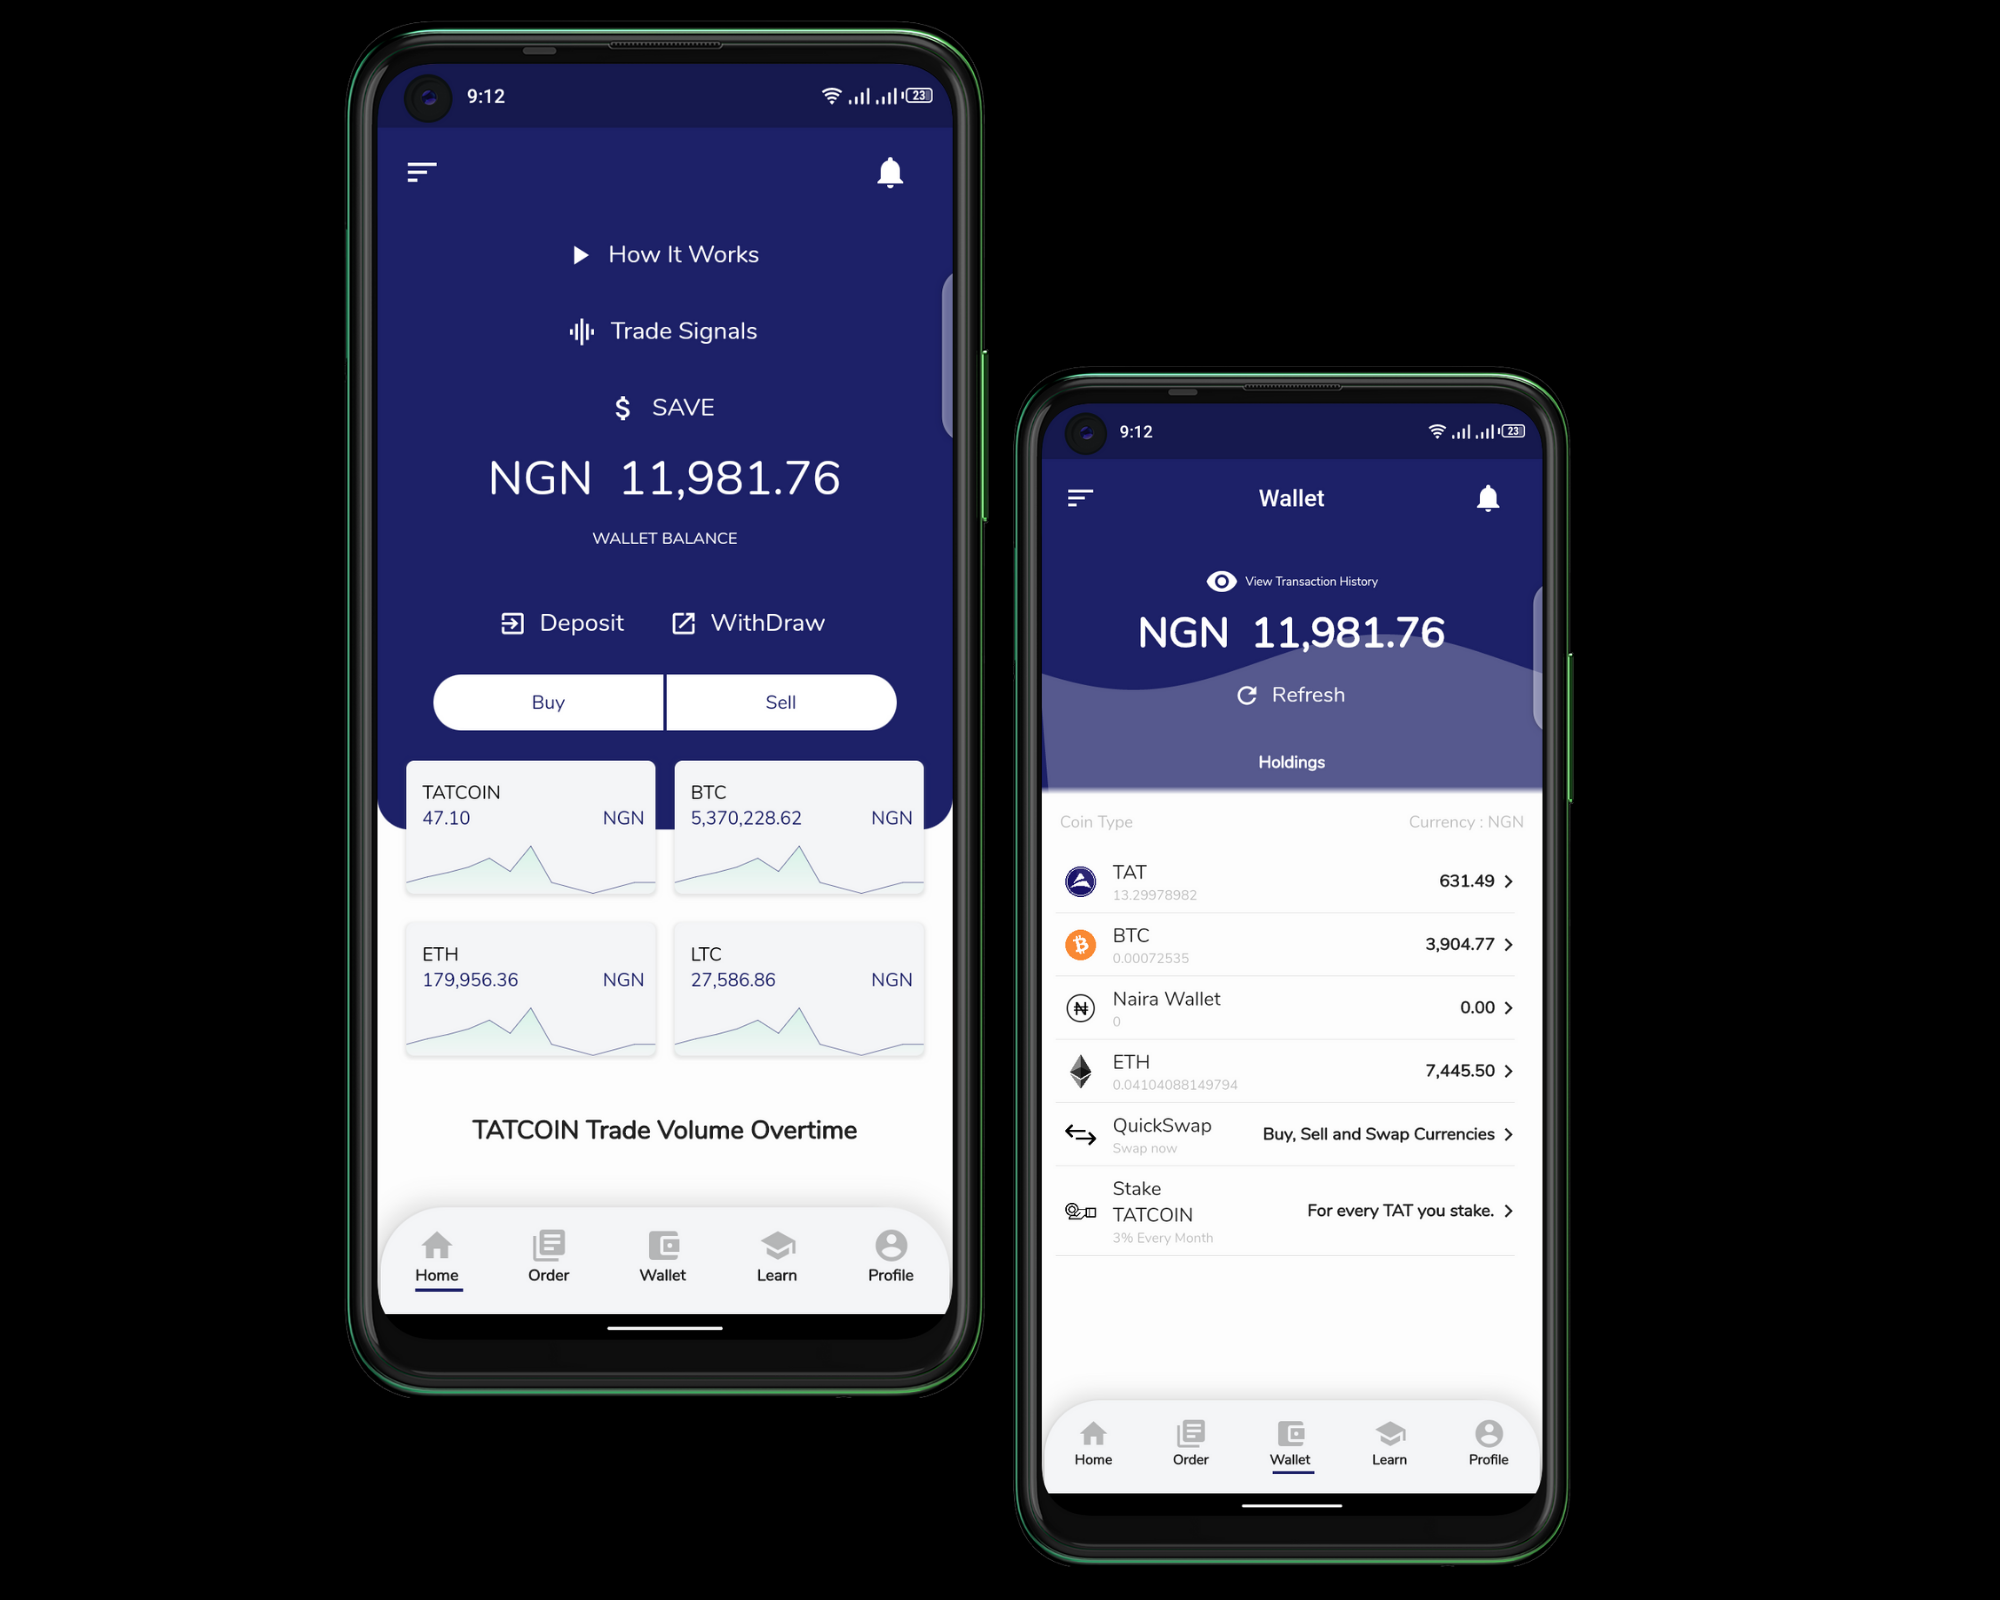 9:12
23
How It Works
Trade Signals
$ SAVE
NGN 11,981.76
WALLET BALANCE
Deposit WithDraw
Buy Sell
TATCOIN
47.10 NGN
BTC
5,370,228.62 NGN
ETH
179,956.36 NGN
LTC
27,586.86 NGN
TATCOIN Trade Volume Overtime
Home Order Wallet Learn Profile
9:12
23
Wallet
View Transaction History
NGN 11,981.76
Refresh
Holdings
Coin Type Currency : NGN
TAT
13.29978982
631.49
BTC
0.00072535
3,904.77
Naira Wallet
0
0.00
ETH
0.04104088149794
7,445.50
QuickSwap
Swap now
Buy, Sell and Swap Currencies
Stake
TATCOIN
3% Every Month
For every TAT you stake.
Home Order Wallet Learn Profile